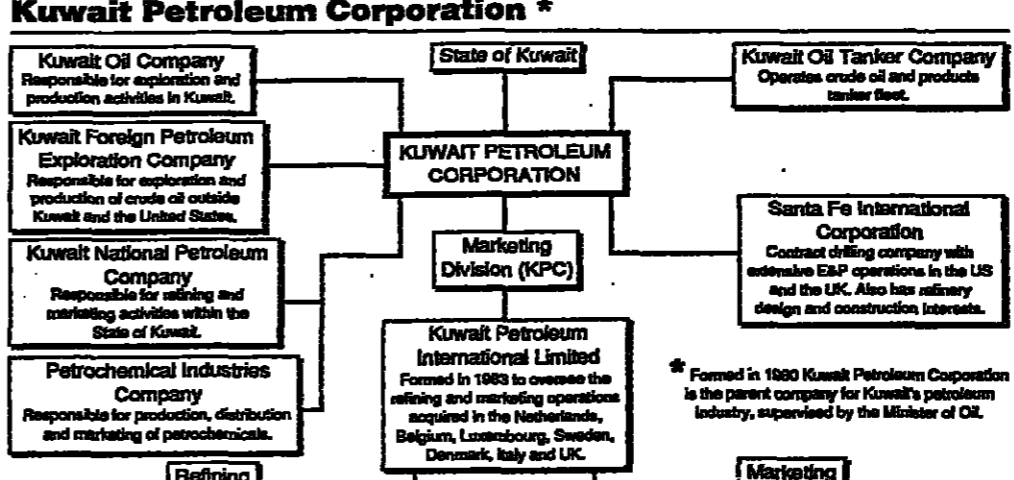 Kuwait Petroleum Corporation *
Kuwait Oil Company
Responsible for exploration and
production activities in Kuwait.
State of Kuwait
Kuwait Oil Tanker Company
Operates crude oil and products
tanker fleet.
Kuwait Foreign Petroleum
Exploration Company
Responsible for exploration and
production of crude oil outside
Kuwait and the United States.
KUWAIT PETROLEUM
CORPORATION
Santa Fe International
Corporation
Contract drilling company with
extensive E&P operations in the US
and the UK. Also has refinery
design and construction interests.
Kuwait National Petroleum
Company
Responsible for refining and
marketing activities within the
State of Kuwait.
Marketing
Division (KPC)
Petrochemical Industries
Company
Responsible for production, distribution
and marketing of petrochemicals.
Kuwait Petroleum
International Limited
Formed in 1983 to oversee the
refining and marketing operations
acquired in the Netherlands,
Belgium, Luxembourg, Sweden,
Denmark, Italy and UK.
* Formed in 1980 Kuwait Petroleum Corporation
is the parent company for Kuwait's petroleum
industry, supervised by the Minister of Oil.
Refining
Marketing